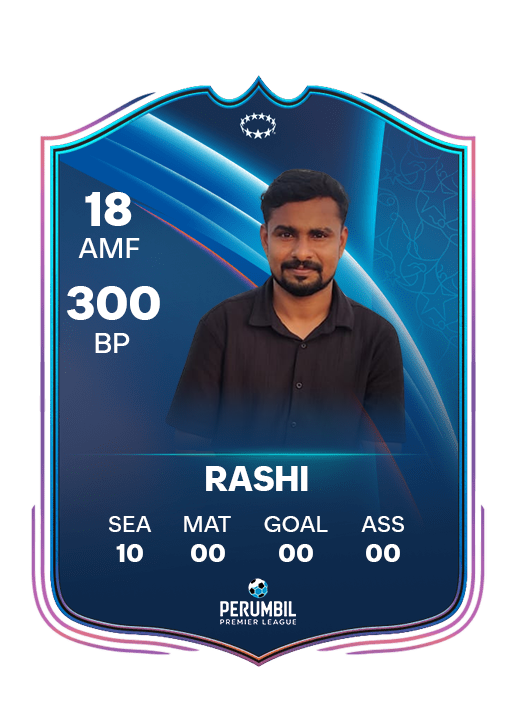 18
AMF
300
BP
RASHI
SEA MAT GOAL ASS
10 00 00 00
PERUMBIL
PREMIER LEAGUE